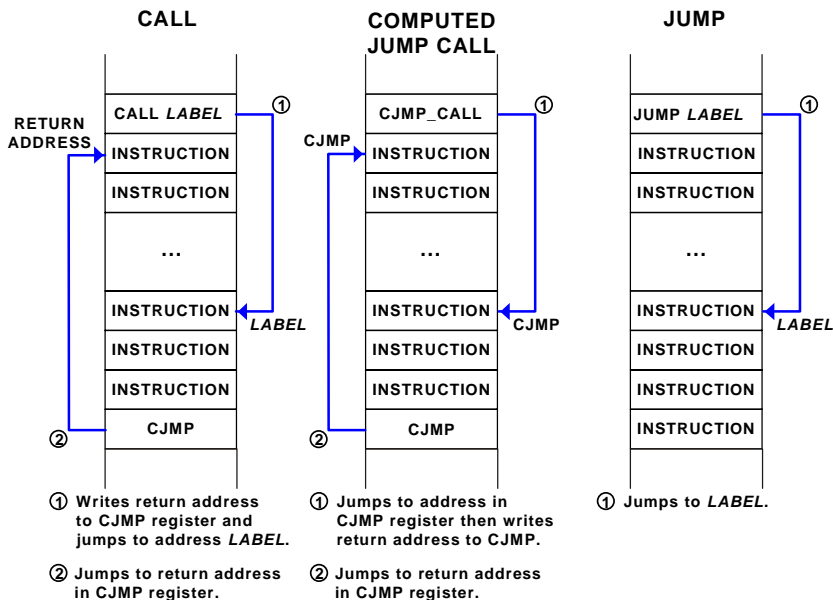 CALL
RETURN
ADDRESS
CALL LABEL
①
INSTRUCTION
INSTRUCTION
...
INSTRUCTION
LABEL
INSTRUCTION
INSTRUCTION
② CJMP
① Writes return address
to CJMP register and
jumps to address LABEL.
② Jumps to return address
in CJMP register.
COMPUTED
JUMP CALL
CJMP_CALL
①
CJMP
INSTRUCTION
INSTRUCTION
...
INSTRUCTION
CJMP
INSTRUCTION
INSTRUCTION
② CJMP
① Jumps to address in
CJMP register then writes
return address to CJMP.
② Jumps to return address
in CJMP register.
JUMP
JUMP LABEL
①
INSTRUCTION
INSTRUCTION
...
INSTRUCTION
LABEL
INSTRUCTION
INSTRUCTION
INSTRUCTION
① Jumps to LABEL.